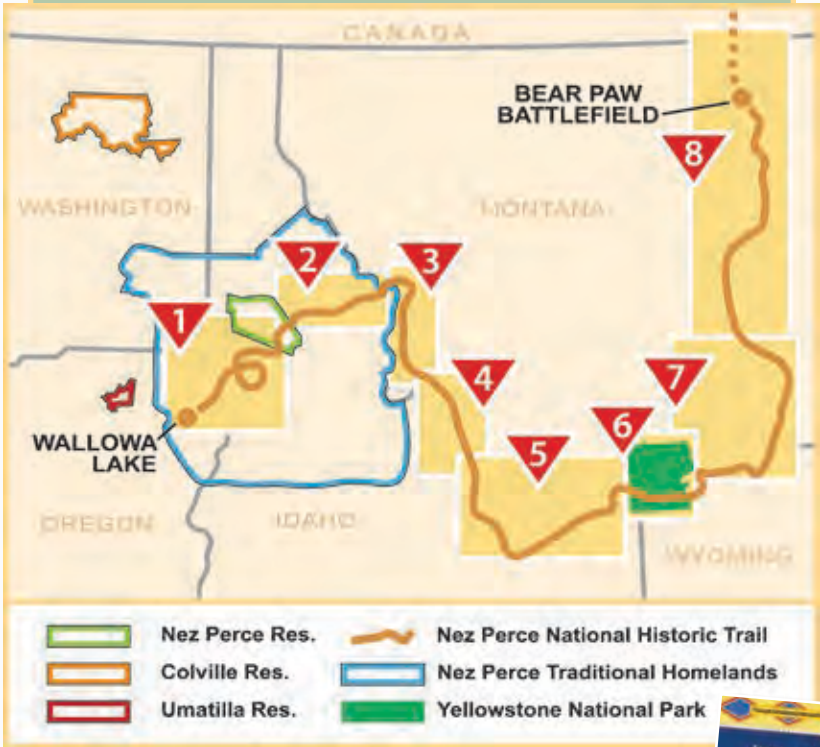 CANADA
BEAR PAW
BATTLEFIELD
8
WASHINGTON
MONTANA
2
3
1
4
7
6
5
WALLOWA
LAKE
OREGON
IDAHO
WYOMING
Nez Perce Res.
Nez Perce National Historic Trail
Colville Res.
Nez Perce Traditional Homelands
Umatilla Res.
Yellowstone National Park